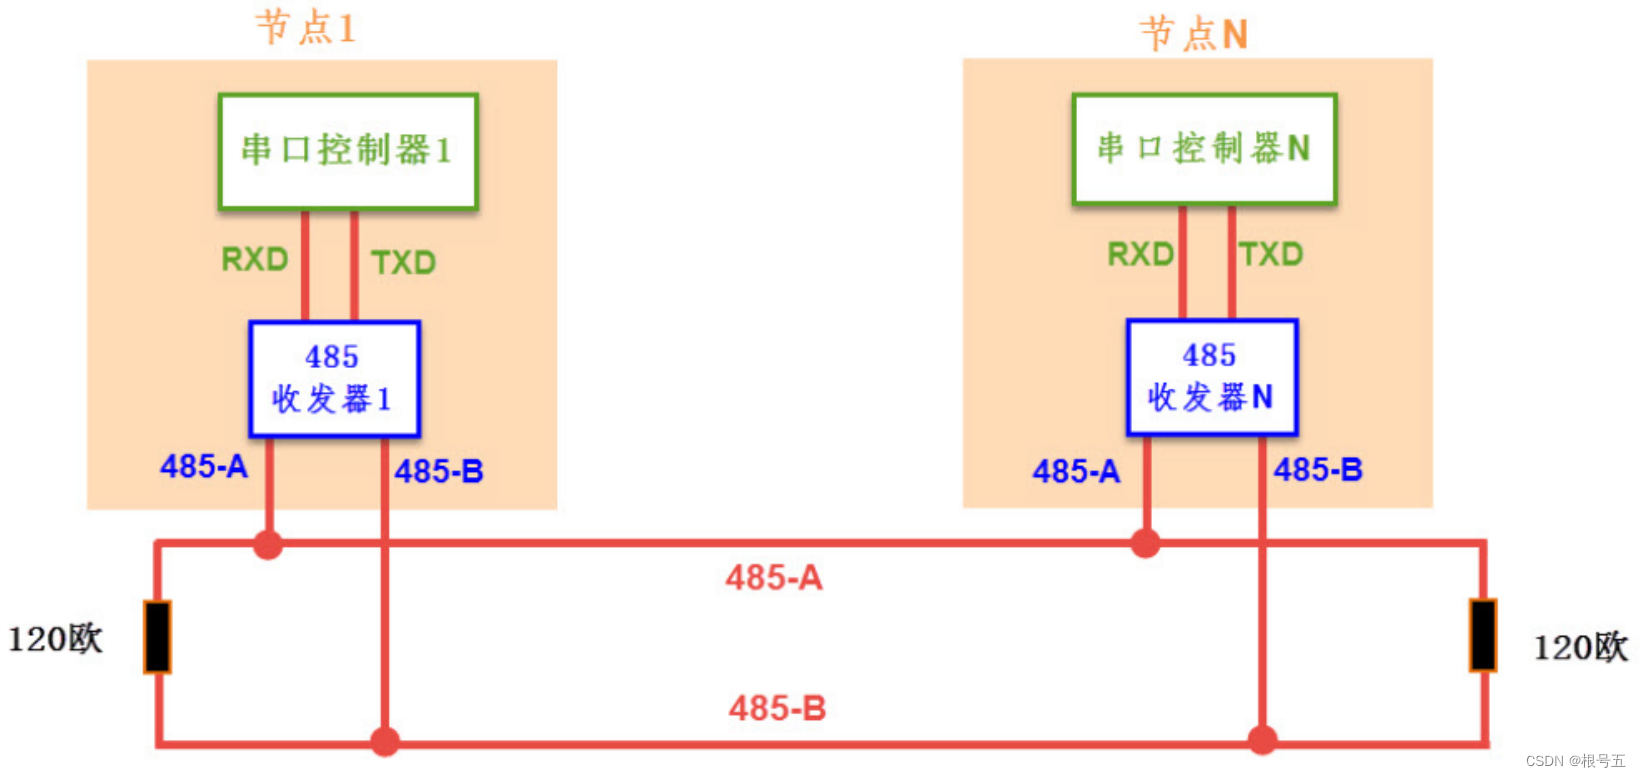 节点1
节点N
串口控制器1
串口控制器N
RXD
TXD
RXD
TXD
485
收发器1
485
收发器N
485-A
485-B
485-A
485-B
485-A
120欧
120欧
485-B
CSDN @根号五